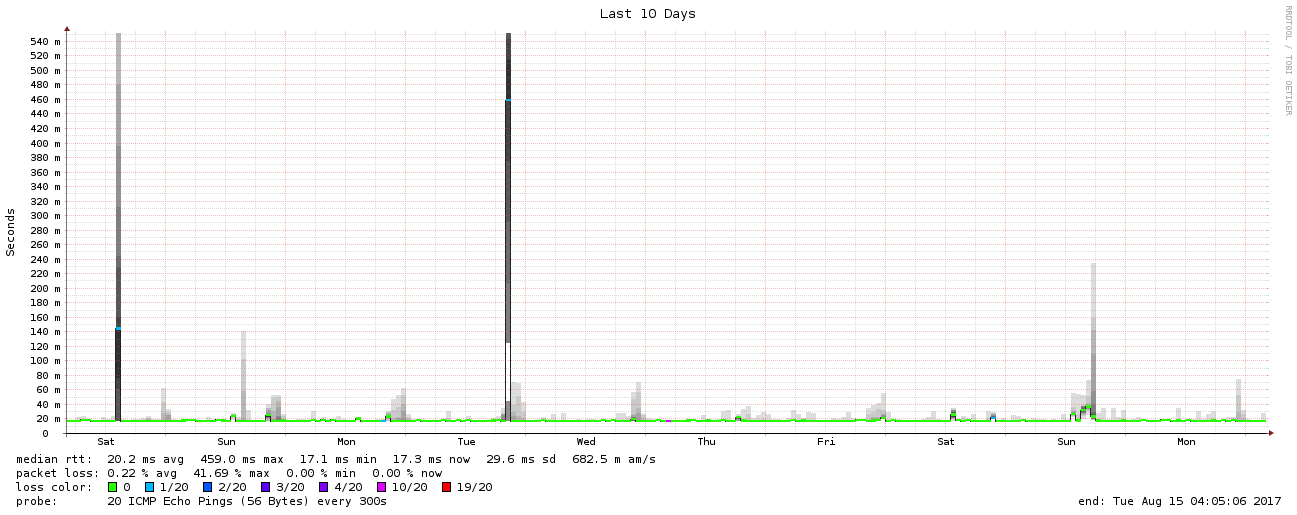 Last 10 Days
RRDTOOL / TOBI OETIKER
Seconds
540 m
520 m
500 m
480 m
460 m
440 m
420 m
400 m
380 m
360 m
340 m
320 m
300 m
280 m
260 m
240 m
220 m
200 m
180 m
160 m
140 m
120 m
100 m
80 m
60 m
40 m
20 m
0
Sat Sun Mon Tue Wed Thu Fri Sat Sun Mon
median rtt: 20.2 ms avg 459.0 ms max 17.1 ms min 17.3 ms now 29.6 ms sd 682.5 m am/s
packet loss: 0.22 % avg 41.69 % max 0.00 % min 0.00 % now
loss color: 0 1/20 2/20 3/20 4/20 10/20 19/20
probe: 20 ICMP Echo Pings (56 Bytes) every 300s end: Tue Aug 15 04:05:06 2017